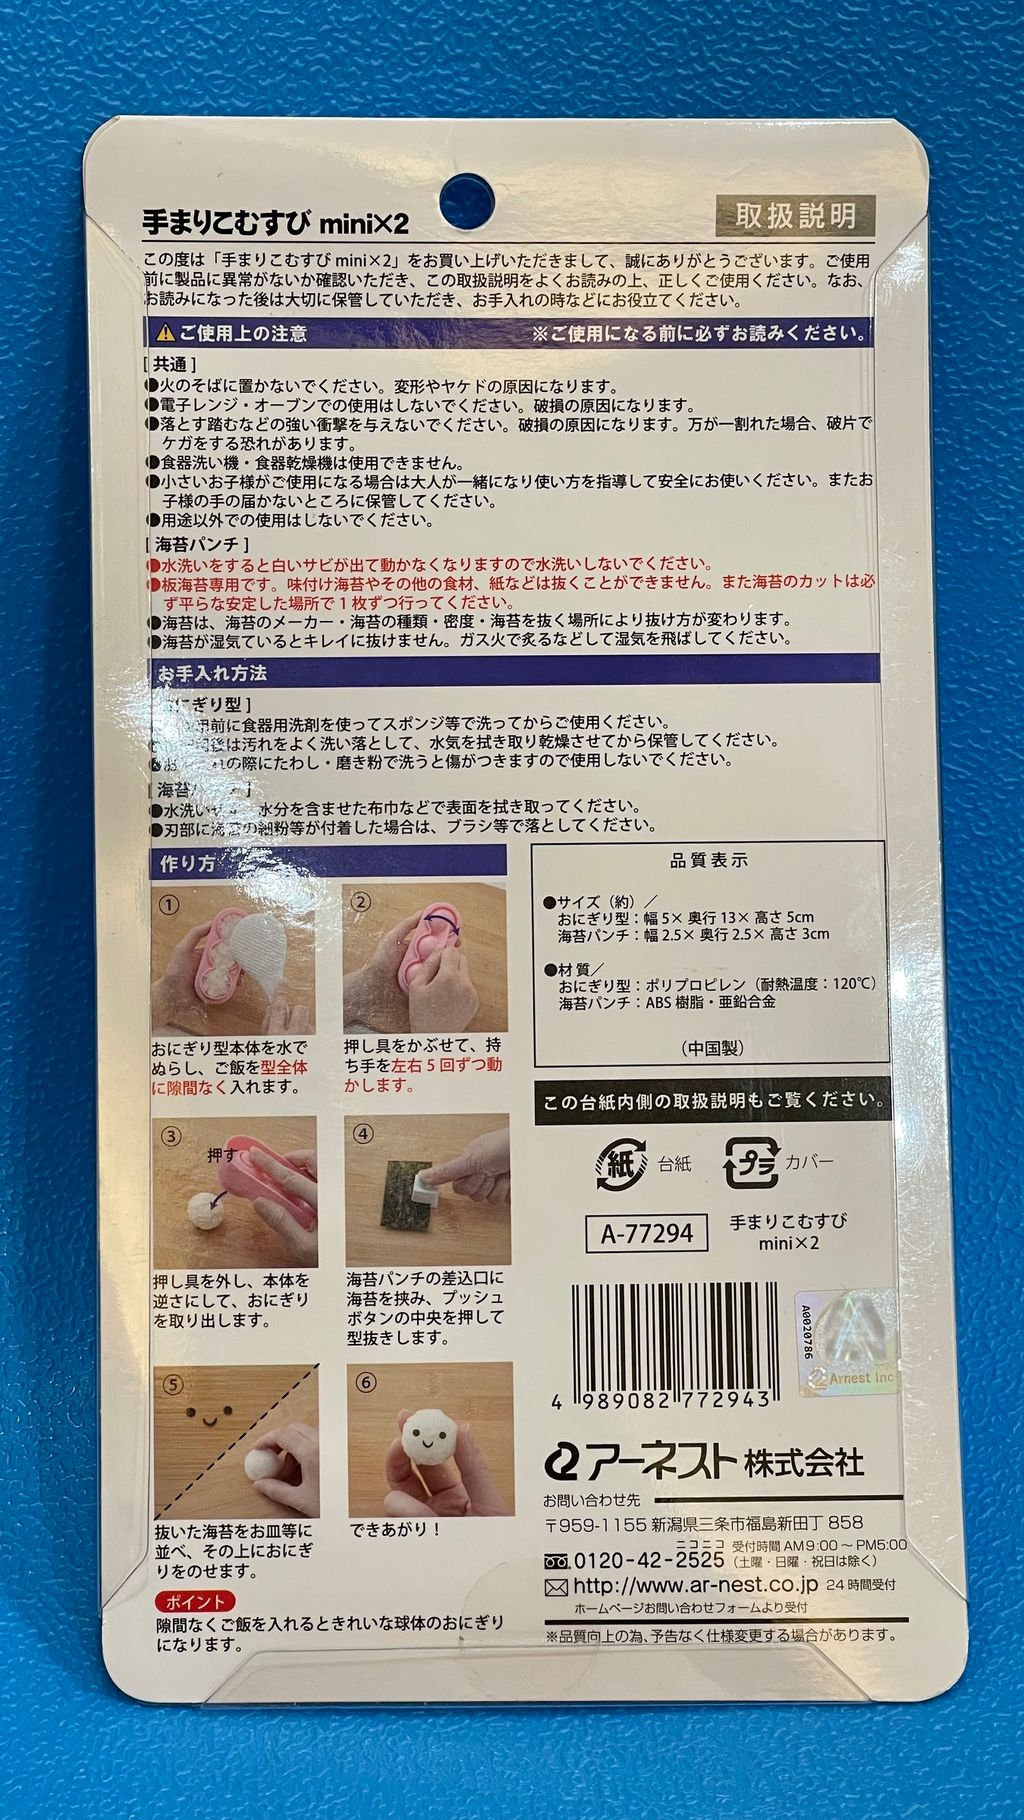 手まりこむすび mini×2
取扱説明
この度は「手まりこむすび mini×2」をお買い上げいただきまして、誠にありがとうございます。ご使用
前に製品に異常がないか確認いただき、この取扱説明をよくお読みの上、正しくご使用ください。なお、
お読みになった後は大切に保管していただき、お手入れの時などにお役立てください。
ご使用上の注意 ※ご使用になる前に必ずお読みください。
[ 共通 ]
●火のそばに置かないでください。変形やヤケドの原因になります。
●電子レンジ・オーブンでの使用はしないでください。破損の原因になります。
●落とす踏むなどの強い衝撃を与えないでください。破損の原因になります。万が一割れた場合、破片で
ケガをする恐れがあります。
●食器洗い機・食器乾燥機は使用できません。
●小さいお子様がご使用になる場合は大人が一緒になり使い方を指導して安全にお使いください。またお
子様の手の届かないところに保管してください。
●用途以外での使用はしないでください。
[ 海苔パンチ ]
●水洗いをすると白いサビが出て動かなくなりますので水洗いしないでください。
●板海苔専用です。味付け海苔やその他の食材、紙などは抜くことができません。また海苔のカットは必
ず平らな安定した場所で 1 枚ずつ行ってください。
●海苔は、海苔のメーカー・海苔の種類・密度・海苔を抜く場所により抜け方が変わります。
●海苔が湿気ているとキレイに抜けません。ガス火で炙るなどして湿気を飛ばしてください。
お手入れ方法
にぎり型 ]
用前に食器用洗剤を使ってスポンジ等で洗ってからご使用ください。
後は汚れをよく洗い落として、水気を拭き取り乾燥させてから保管してください。
の際にたわし・磨き粉で洗うと傷がつきますので使用しないでください。
[ 海苔 ]
●水洗い 水分を含ませた布巾などで表面を拭き取ってください。
●刃部に海苔の細粉等が付着した場合は、ブラシ等で落としてください。
作り方
①
おにぎり型本体を水で
ぬらし、ご飯を型全体
に隙間なく入れます。
②
押し具をかぶせて、持
ち手を左右 5 回ずつ動
かします。
③
押す
押し具を外し、本体を
逆さにして、おにぎり
を取り出します。
④
海苔パンチの差込口に
海苔を挟み、プッシュ
ボタンの中央を押して
型抜きします。
⑤
抜いた海苔をお皿等に
並べ、その上におにぎ
りをのせます。
⑥
できあがり！
ポイント
隙間なくご飯を入れるときれいな球体のおにぎり
になります。
品質表示
●サイズ（約）／
おにぎり型：幅 5× 奥行 13× 高さ 5cm
海苔パンチ：幅 2.5× 奥行 2.5× 高さ 3cm
●材質／
おにぎり型：ポリプロピレン（耐熱温度：120℃）
海苔パンチ：ABS 樹脂・亜鉛合金
（中国製）
この台紙内側の取扱説明もご覧ください。
紙 台紙
プラ カバー
A-77294
手まりこむすび
mini×2
4 989082 772943
A0020786
Arnest Inc
アーネスト株式会社
お問い合わせ先
〒959-1155 新潟県三条市福島新田丁 858
ニコニコ 受付時間 AM9:00 ～ PM5:00
0120-42-2525（土曜・日曜・祝日は除く）
http://www.ar-nest.co.jp 24 時間受付
ホームページお問い合わせフォームより受付
※品質向上の為、予告なく仕様変更する場合があります。